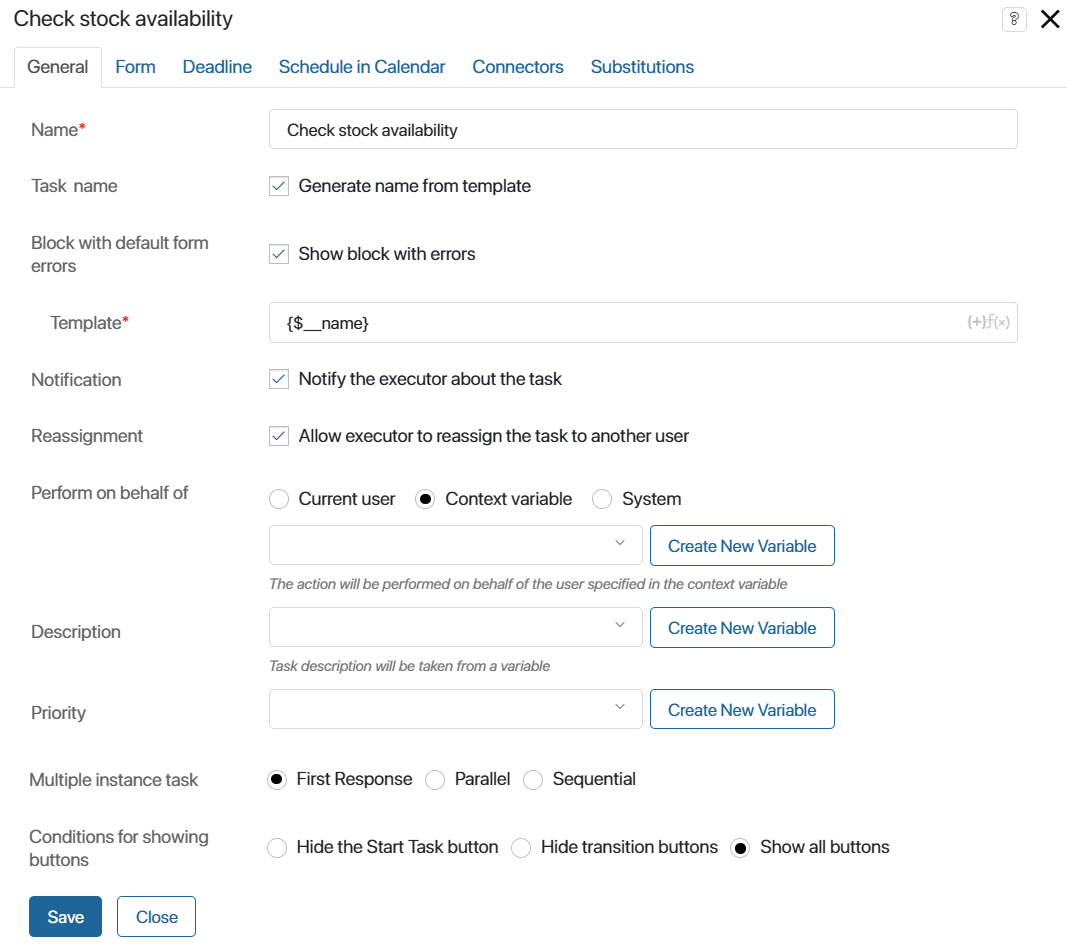 Check stock availability
?
General Form Deadline Schedule in Calendar Connectors Substitutions
Name* Check stock availability
Task name Generate name from template
Block with default form
errors
Show block with errors
Template* {$__name} {+}ƒ(×)
Notification Notify the executor about the task
Reassignment Allow executor to reassign the task to another user
Perform on behalf of Current user Context variable System
Create New Variable
The action will be performed on behalf of the user specified in the context variable
Description Create New Variable
Task description will be taken from a variable
Priority Create New Variable
Multiple instance task First Response Parallel Sequential
Conditions for showing
buttons
Hide the Start Task button Hide transition buttons Show all buttons
Save Close